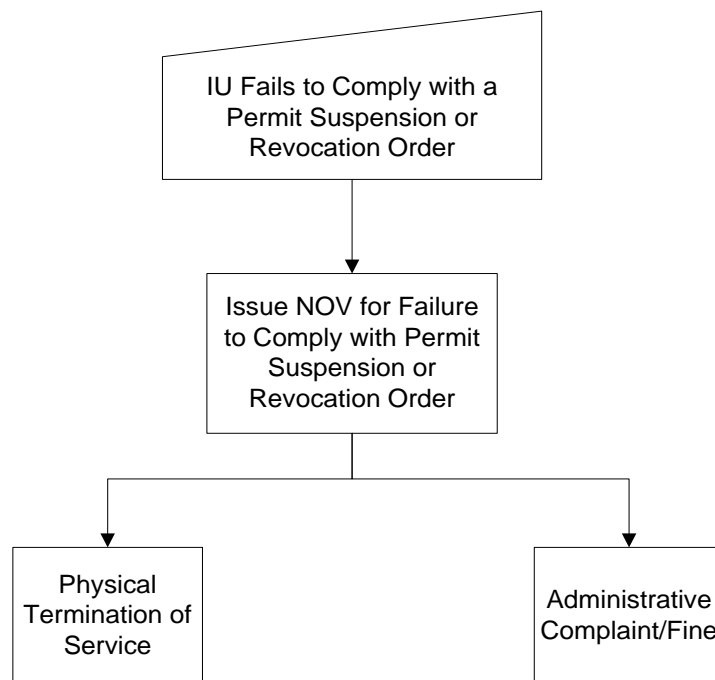 IU Fails to Comply with a
Permit Suspension or
Revocation Order
Issue NOV for Failure
to Comply with Permit
Suspension or
Revocation Order
Physical
Termination of
Service
Administrative
Complaint/Fine